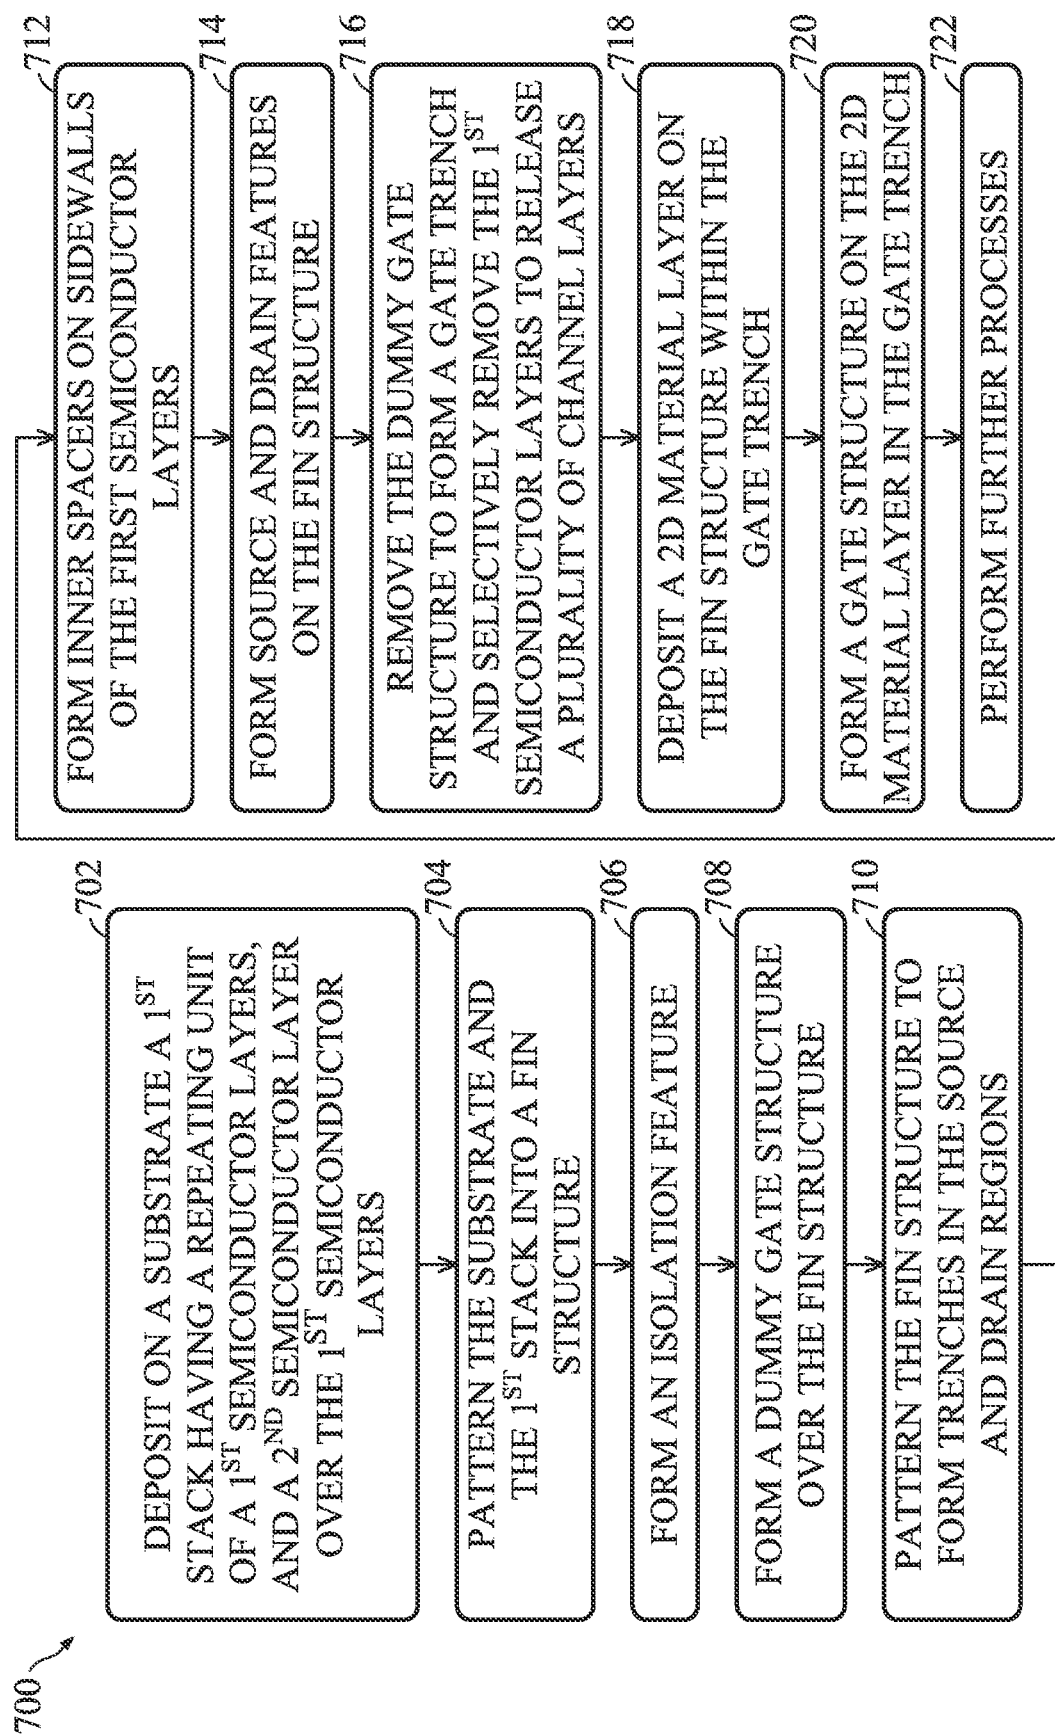 700
702
DEPOSIT ON A SUBSTRATE A 1ST
STACK HAVING A REPEATING UNIT
OF A 1ST SEMICONDUCTOR LAYERS,
AND A 2ND SEMICONDUCTOR LAYER
OVER THE 1ST SEMICONDUCTOR
LAYERS
704
PATTERN THE SUBSTRATE AND
THE 1ST STACK INTO A FIN
STRUCTURE
706
FORM AN ISOLATION FEATURE
708
FORM A DUMMY GATE STRUCTURE
OVER THE FIN STRUCTURE
710
PATTERN THE FIN STRUCTURE TO
FORM TRENCHES IN THE SOURCE
AND DRAIN REGIONS
712
FORM INNER SPACERS ON SIDEWALLS
OF THE FIRST SEMICONDUCTOR
LAYERS
714
FORM SOURCE AND DRAIN FEATURES
ON THE FIN STRUCTURE
716
REMOVE THE DUMMY GATE
STRUCTURE TO FORM A GATE TRENCH
AND SELECTIVELY REMOVE THE 1ST
SEMICONDUCTOR LAYERS TO RELEASE
A PLURALITY OF CHANNEL LAYERS
718
DEPOSIT A 2D MATERIAL LAYER ON
THE FIN STRUCTURE WITHIN THE
GATE TRENCH
720
FORM A GATE STRUCTURE ON THE 2D
MATERIAL LAYER IN THE GATE TRENCH
722
PERFORM FURTHER PROCESSES